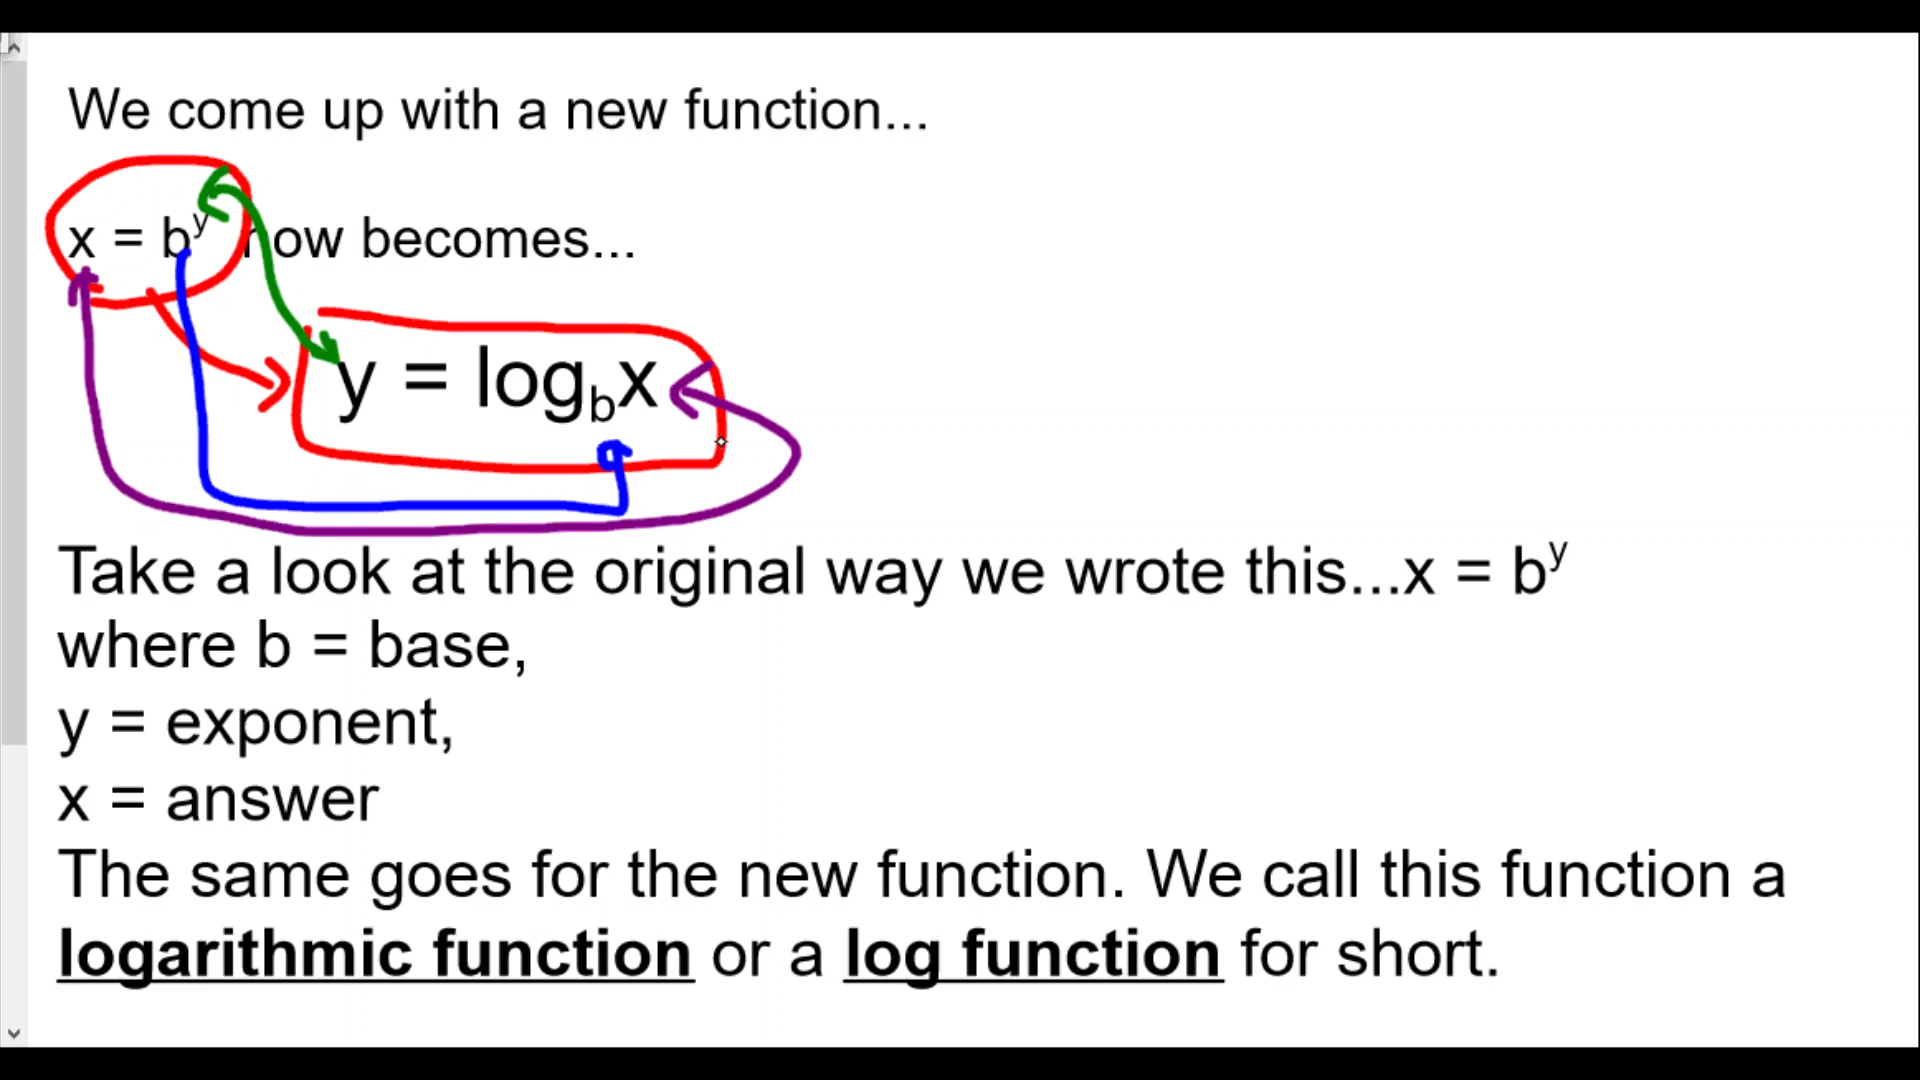 We come up with a new function...
x = b^y now becomes...
y = log_b x
Take a look at the original way we wrote this...x = b^y
where b = base,
y = exponent,
x = answer
The same goes for the new function. We call this function a
logarithmic function or a log function for short.